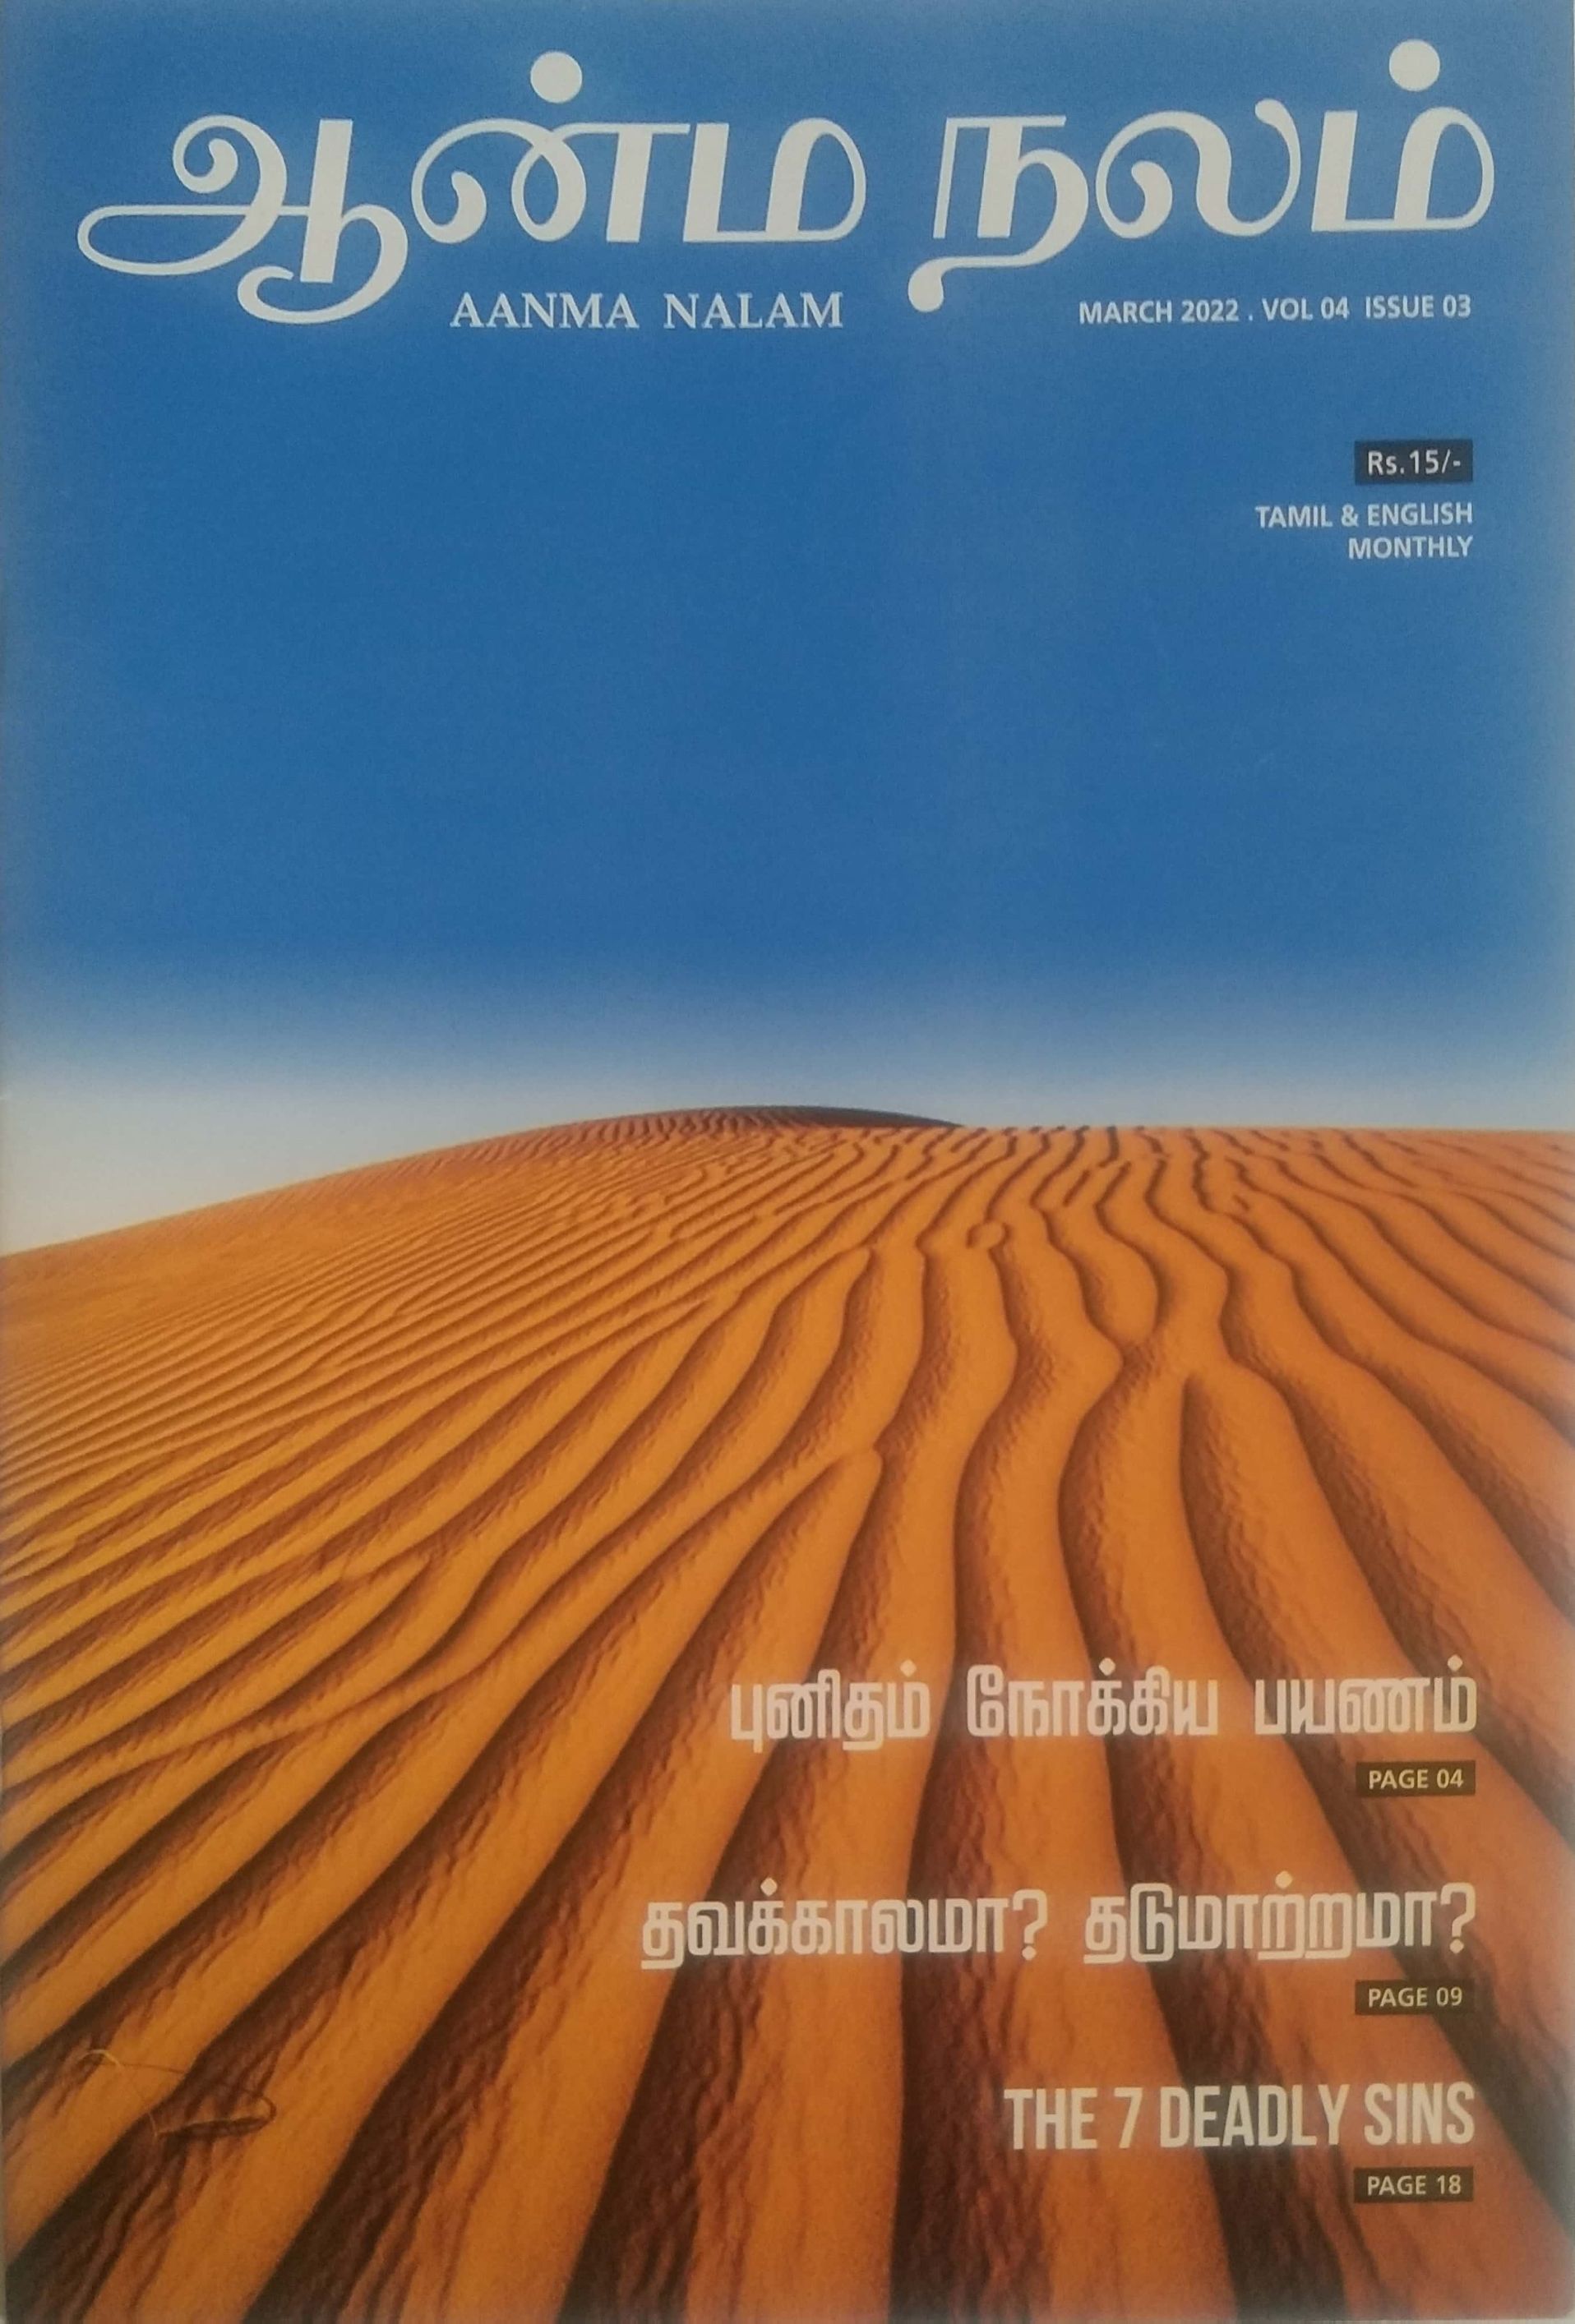 ஆன்ம நலம்
AANMA NALAM
MARCH 2022 . VOL 04 ISSUE 03
Rs.15/-
TAMIL & ENGLISH
MONTHLY
புனிதம் நோக்கிய பயணம்
PAGE 04
தவக்காலமா? தடுமாற்றமா?
PAGE 09
THE 7 DEADLY SINS
PAGE 18